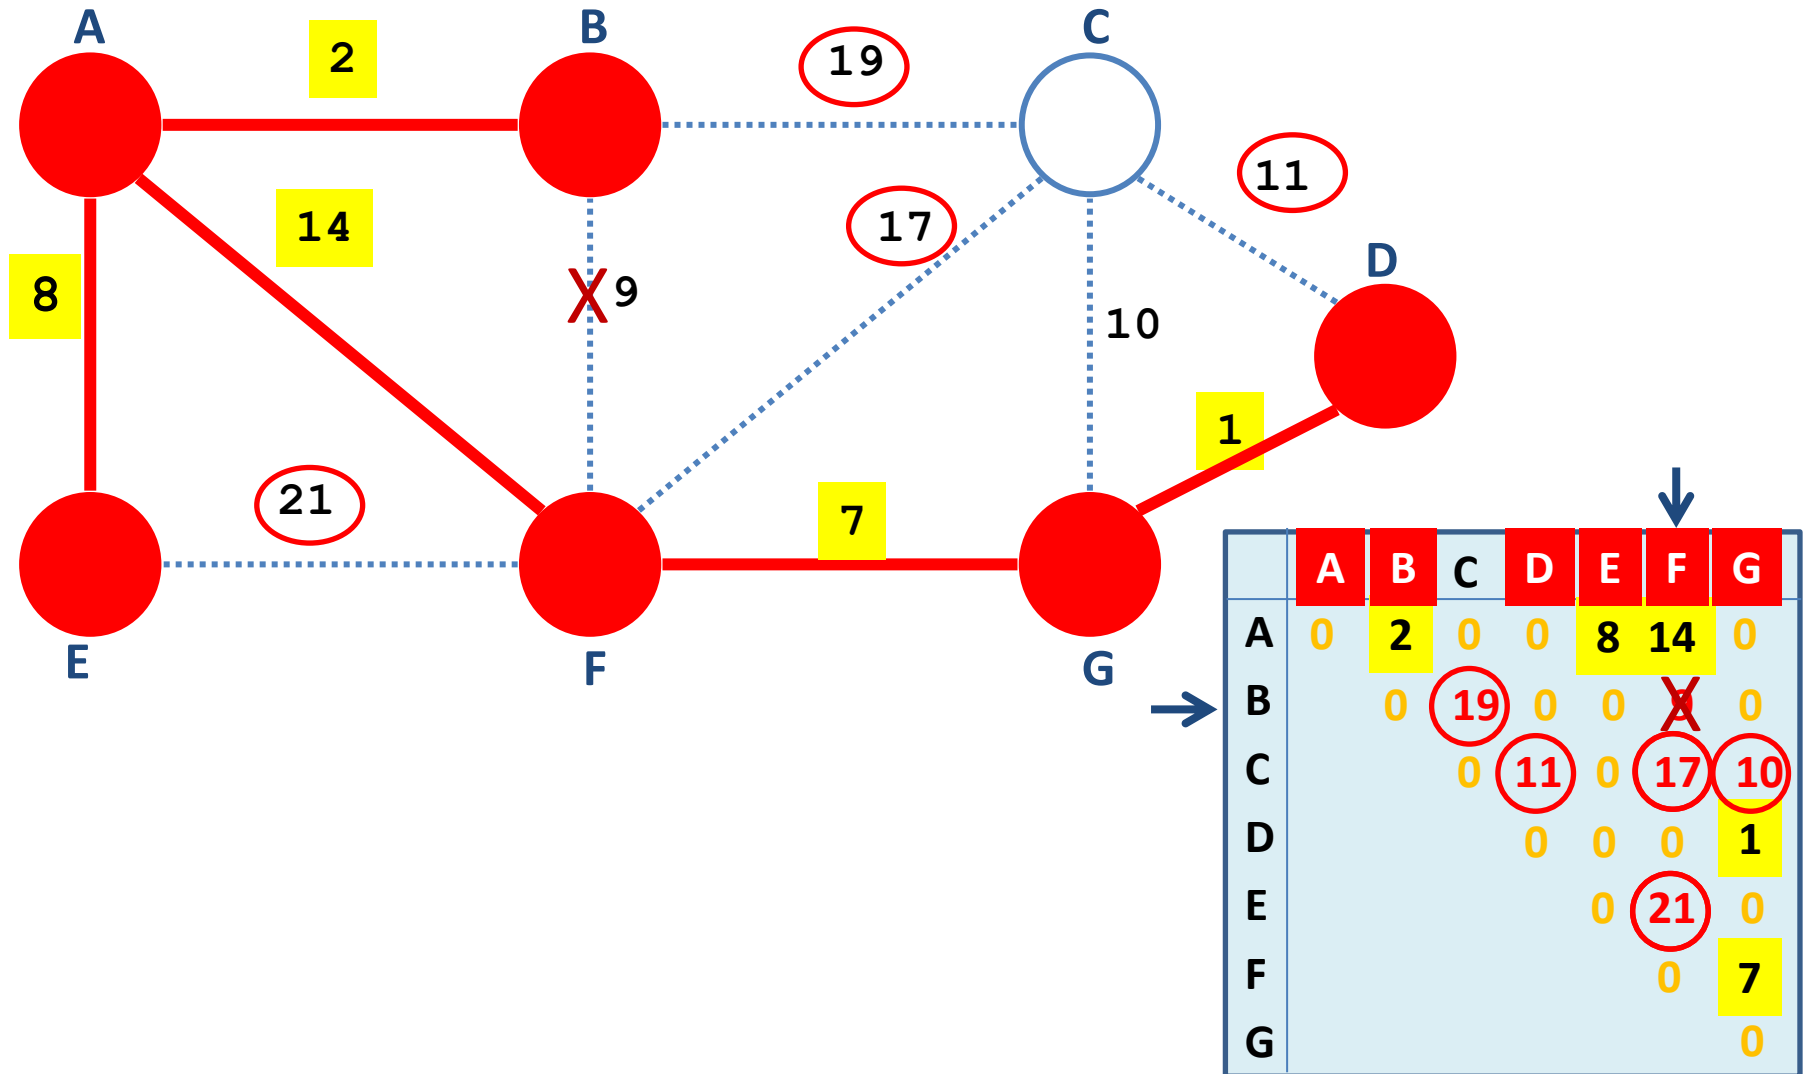 A B C
2 19
14 17 11
8 X 9 10 D
1
21 7
E F G
A B C D E F G
A 0 2 0 0 8 14 0
B 0 19 0 0 X 0
C 0 11 0 17 10
D 0 0 0 1
E 0 21 0
F 0 7
G 0